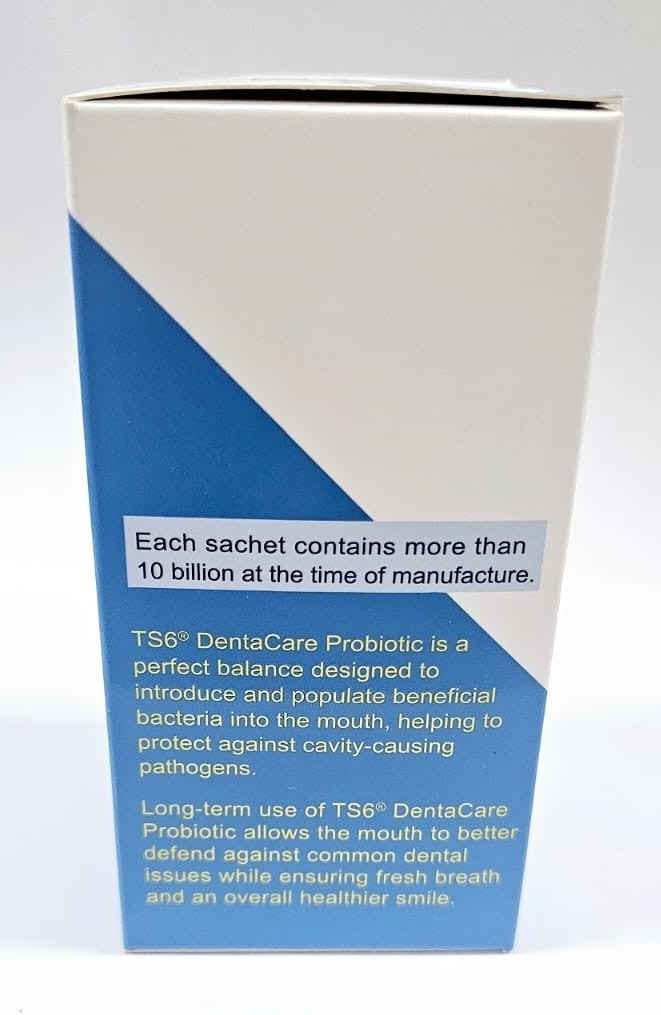 Each sachet contains more than
10 billion at the time of manufacture.
TS6® DentaCare Probiotic is a
perfect balance designed to
introduce and populate beneficial
bacteria into the mouth, helping to
protect against cavity-causing
pathogens.
Long-term use of TS6® DentaCare
Probiotic allows the mouth to better
defend against common dental
issues while ensuring fresh breath
and an overall healthier smile.